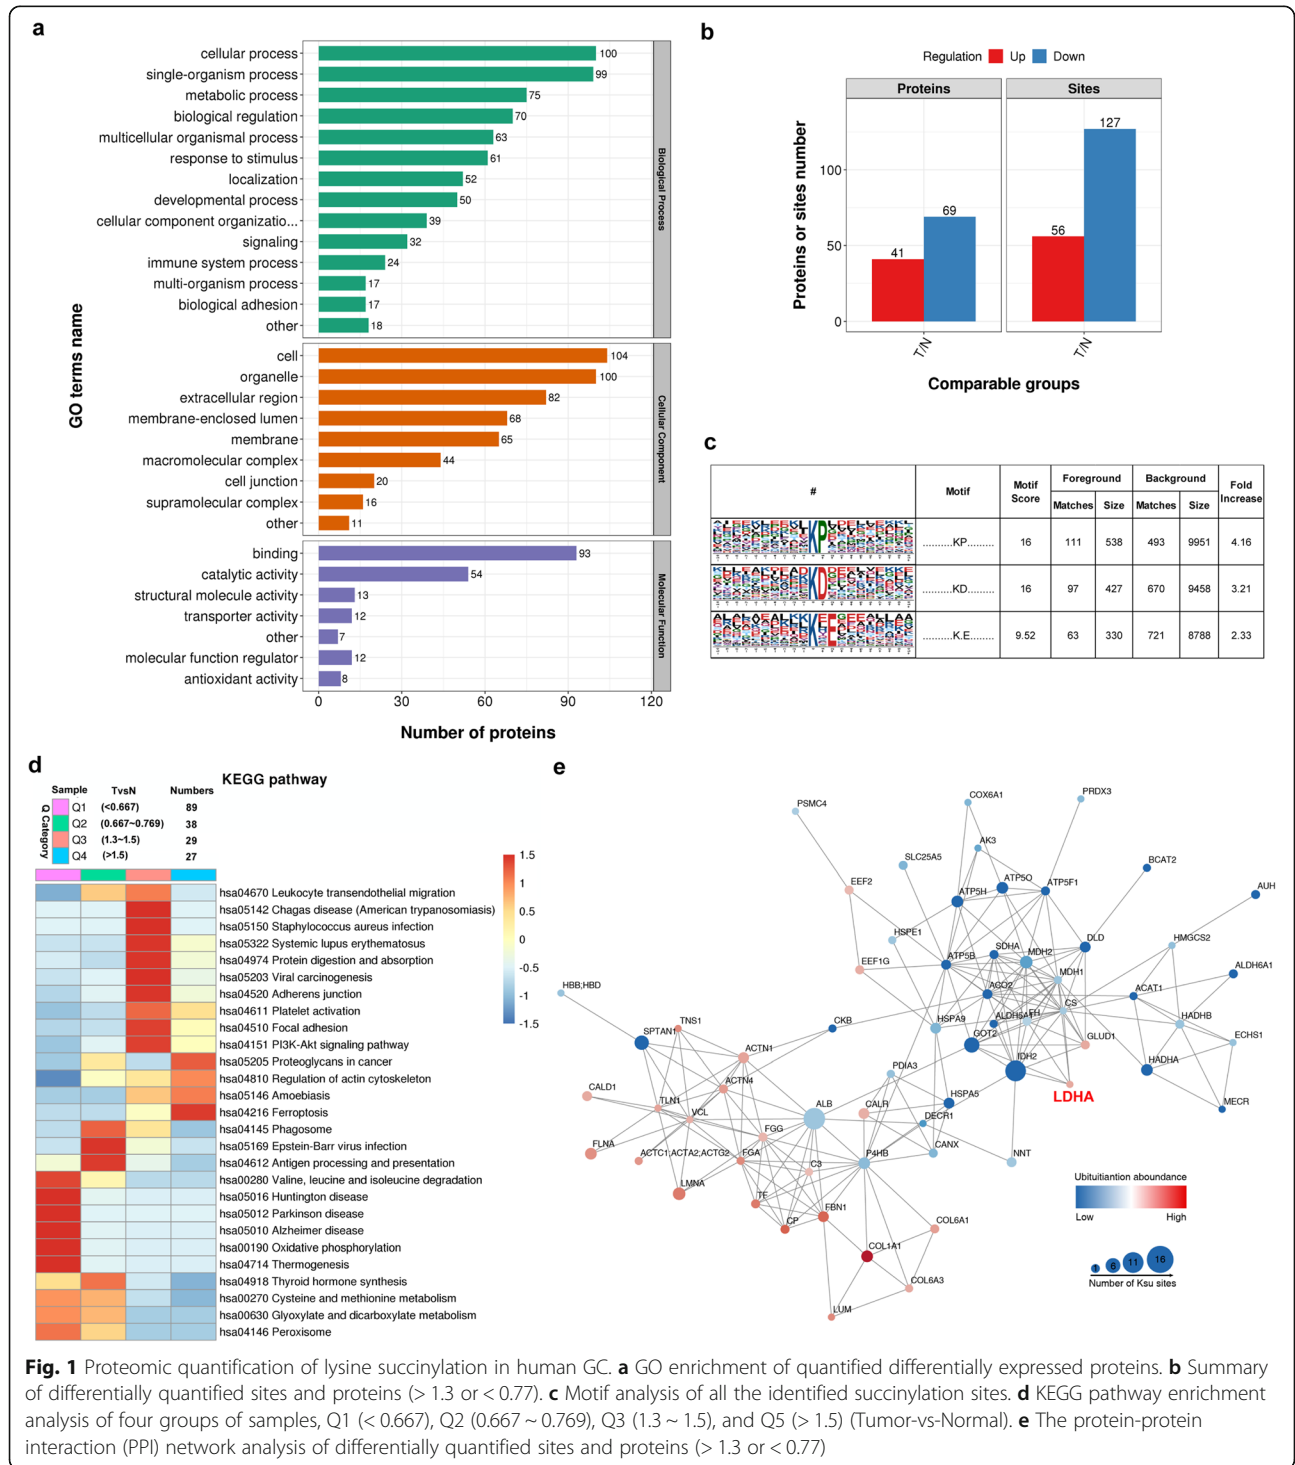 a
cellular process 100
single-organism process 99
metabolic process 75
biological regulation 70
multicellular organismal process 63
response to stimulus 61
localization 52
developmental process 50
cellular component organizatio... 39
signaling 32
immune system process 24
multi-organism process 17
biological adhesion 17
other 18
Biological Process
cell 104
organelle 100
extracellular region 82
membrane-enclosed lumen 68
membrane 65
macromolecular complex 44
cell junction 20
supramolecular complex 16
other 11
Cellular Component
binding 93
catalytic activity 54
structural molecule activity 13
transporter activity 12
other 7
molecular function regulator 12
antioxidant activity 8
Molecular Function
0 30 60 90 120
Number of proteins
GO terms name
b
Regulation Up Down
Proteins Sites
127
69
56
41
100
50
0
T/N T/N
Proteins or sites number
Comparable groups
c
# Motif Motif Score Foreground Background Fold Increase
Matches Size Matches Size
..........KP......... 16 111 538 493 9951 4.16
..........KD......... 16 97 427 670 9458 3.21
..........K.E........ 9.52 63 330 721 8788 2.33
d
KEGG pathway
Sample TvsN Numbers
Q Category
Q1 (<0.667) 89
Q2 (0.667~0.769) 38
Q3 (1.3~1.5) 29
Q4 (>1.5) 27
hsa04670 Leukocyte transendothelial migration
hsa05142 Chagas disease (American trypanosomiasis)
hsa05150 Staphylococcus aureus infection
hsa05322 Systemic lupus erythematosus
hsa04974 Protein digestion and absorption
hsa05203 Viral carcinogenesis
hsa04520 Adherens junction
hsa04611 Platelet activation
hsa04510 Focal adhesion
hsa04151 PI3K-Akt signaling pathway
hsa05205 Proteoglycans in cancer
hsa04810 Regulation of actin cytoskeleton
hsa05146 Amoebiasis
hsa04216 Ferroptosis
hsa04145 Phagosome
hsa05169 Epstein-Barr virus infection
hsa04612 Antigen processing and presentation
hsa00280 Valine, leucine and isoleucine degradation
hsa05016 Huntington disease
hsa05012 Parkinson disease
hsa05010 Alzheimer disease
hsa00190 Oxidative phosphorylation
hsa04714 Thermogenesis
hsa04918 Thyroid hormone synthesis
hsa00270 Cysteine and methionine metabolism
hsa00630 Glyoxylate and dicarboxylate metabolism
hsa04146 Peroxisome
1.5
1
0.5
0
-0.5
-1
-1.5
e
PSMC4
COX6A1
PRDX3
AK3
SLC25A5
BCAT2
EEF2
ATP5H
ATP5O
ATP5F1
AUH
HSPE1
SDHA
MDH2
DLD
HMGCS2
EEF1G
ATP5B
MDH1
ALDH6A1
HBB;HBD
ACO2
ACAT1
CS
TNS1
CKB
HSPA9
FH
HADHB
SPTAN1
GOT2
GLUD1
ECHS1
ACTN1
IDH2
HADHA
PDIA3
LDHA
ACTN4
CALD1
ALB
CALR
HSPA5
MECR
TLN1
VCL
DECR1
FGG
FLNA
ACTC1;ACTA2;ACTG2
FGA
P4HB
CANX
NNT
C3
LMNA
TF
FBN1
CP
COL6A1
COL1A1
COL6A3
LUM
Ubituitiantion abundance
Low High
1 6 11 16
Number of Ksu sites
Fig. 1 Proteomic quantification of lysine succinylation in human GC. a GO enrichment of quantified differentially expressed proteins. b Summary
of differentially quantified sites and proteins (> 1.3 or < 0.77). c Motif analysis of all the identified succinylation sites. d KEGG pathway enrichment
analysis of four groups of samples, Q1 (< 0.667), Q2 (0.667 ~ 0.769), Q3 (1.3 ~ 1.5), and Q5 (> 1.5) (Tumor-vs-Normal). e The protein-protein
interaction (PPI) network analysis of differentially quantified sites and proteins (> 1.3 or < 0.77)